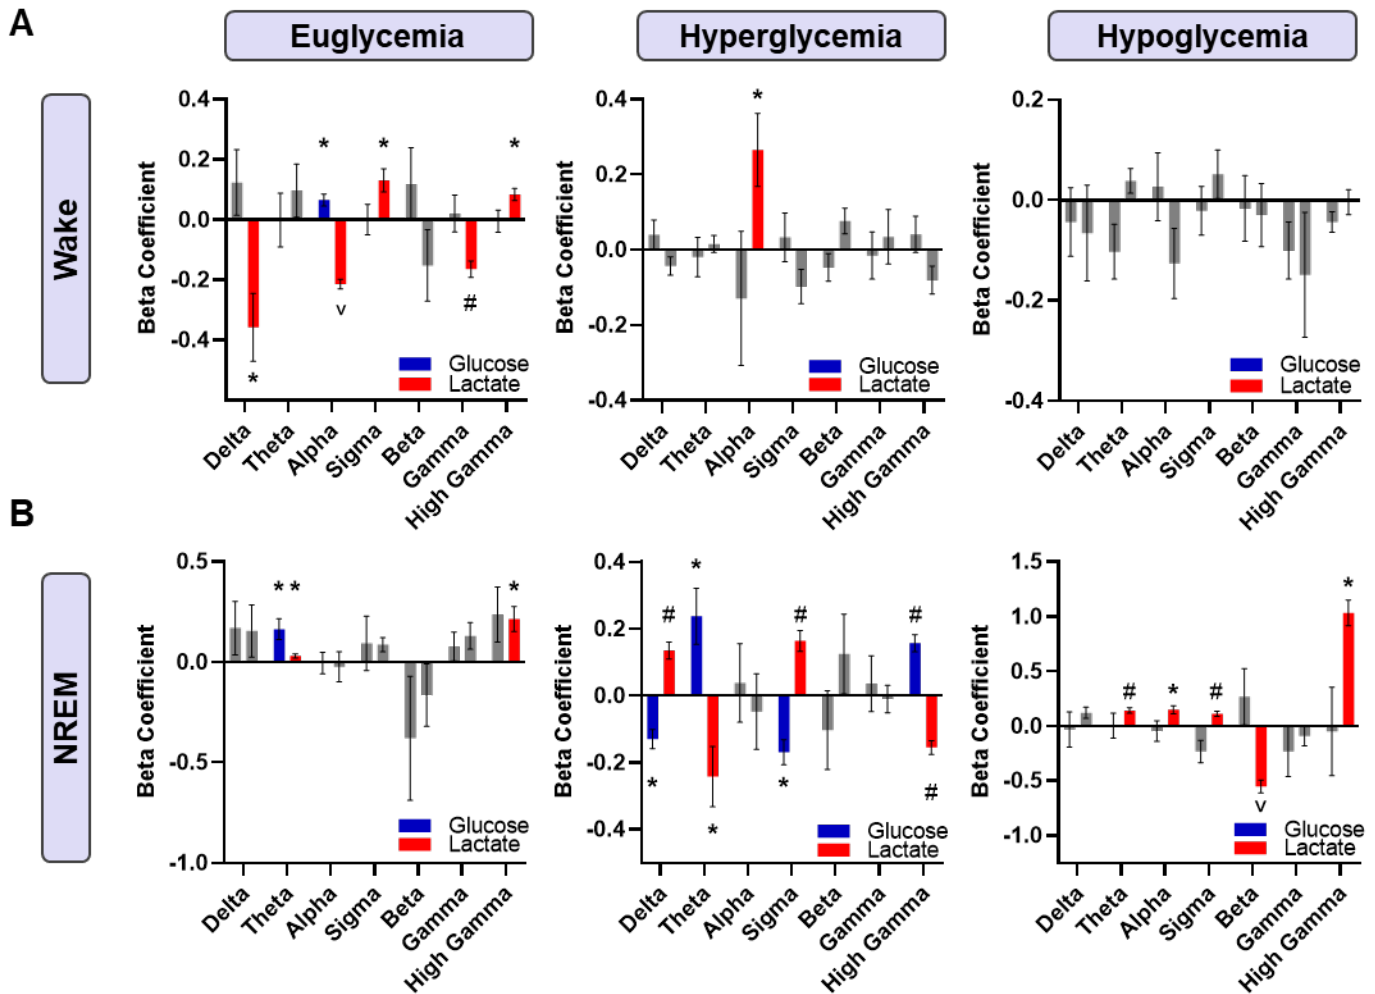 A
Euglycemia
Hyperglycemia
Hypoglycemia
Wake
Beta Coefficient
0.4
0.2
0.0
-0.2
-0.4
*
*
v
*
#
*
Glucose
Lactate
Delta
Theta
Alpha
Sigma
Beta
Gamma
High Gamma
Beta Coefficient
0.4
0.2
0.0
-0.2
-0.4
*
Glucose
Lactate
Delta
Theta
Alpha
Sigma
Beta
Gamma
High Gamma
Beta Coefficient
0.2
0.0
-0.2
-0.4
Glucose
Lactate
Delta
Theta
Alpha
Sigma
Beta
Gamma
High Gamma
B
NREM
Beta Coefficient
0.5
0.0
-0.5
-1.0
* *
*
Glucose
Lactate
Delta
Theta
Alpha
Sigma
Beta
Gamma
High Gamma
Beta Coefficient
0.4
0.2
0.0
-0.2
-0.4
*
#
*
*
*
#
#
#
Glucose
Lactate
Delta
Theta
Alpha
Sigma
Beta
Gamma
High Gamma
Beta Coefficient
1.5
1.0
0.5
0.0
-0.5
-1.0
#
*
#
v
*
Glucose
Lactate
Delta
Theta
Alpha
Sigma
Beta
Gamma
High Gamma